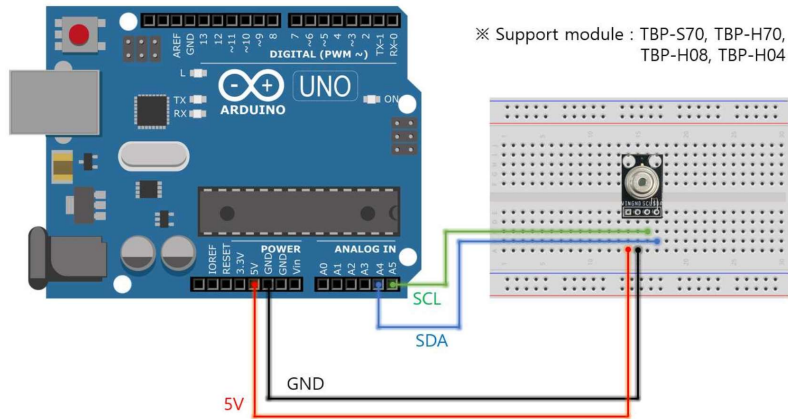 ※ Support module : TBP-S70, TBP-H70,
TBP-H08, TBP-H04
AREF
GND
13
12
~11
~10
~9
8
7
~6
~5
4
~3
2
TX-1
RX-0
DIGITAL (PWM ~)
L
TX
RX
UNO
ARDUINO
ON
POWER
ANALOG IN
IOREF
RESET
3.3V
5V
GND
GND
Vin
A0
A1
A2
A3
A4
A5
SCL
SDA
GND
5V